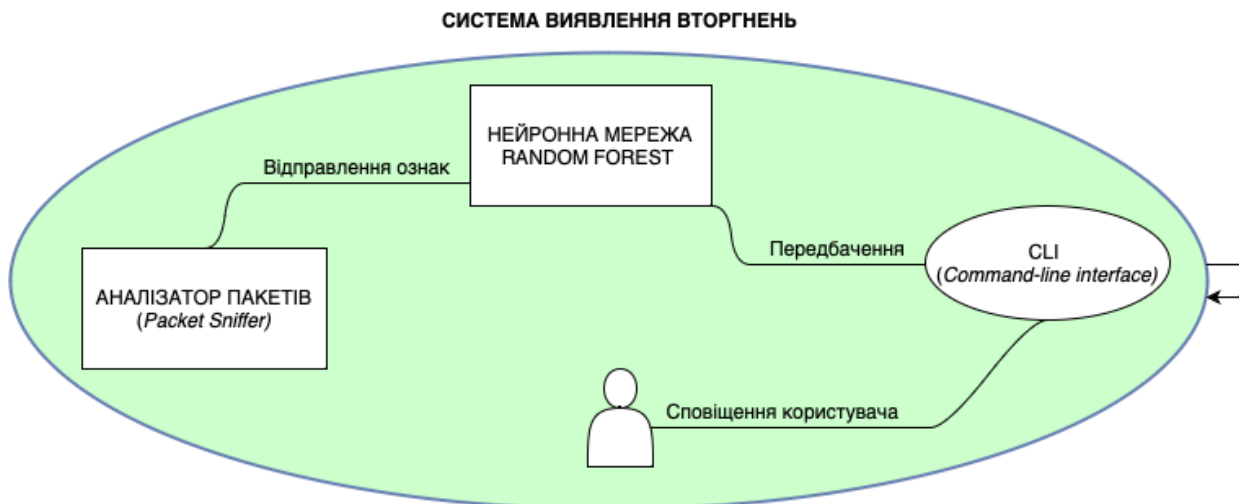 СИСТЕМА ВИЯВЛЕННЯ ВТОРГНЕНЬ
НЕЙРОННА МЕРЕЖА
RANDOM FOREST
Відправлення ознак
АНАЛІЗАТОР ПАКЕТІВ
(Packet Sniffer)
Передбачення
CLI
(Command-line interface)
Сповіщення користувача